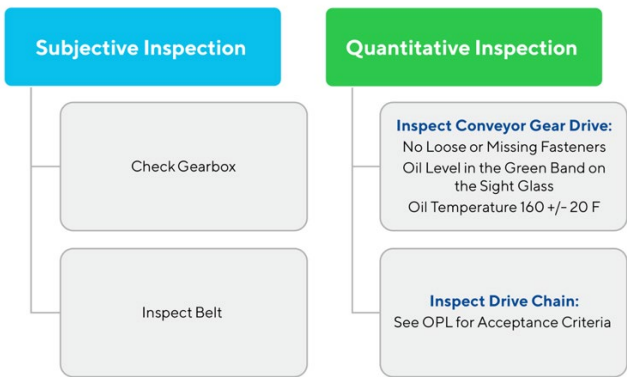 Subjective Inspection
Check Gearbox
Inspect Belt
Quantitative Inspection
Inspect Conveyor Gear Drive:
No Loose or Missing Fasteners
Oil Level in the Green Band on
the Sight Glass
Oil Temperature 160 +/- 20 F
Inspect Drive Chain:
See OPL for Acceptance Criteria